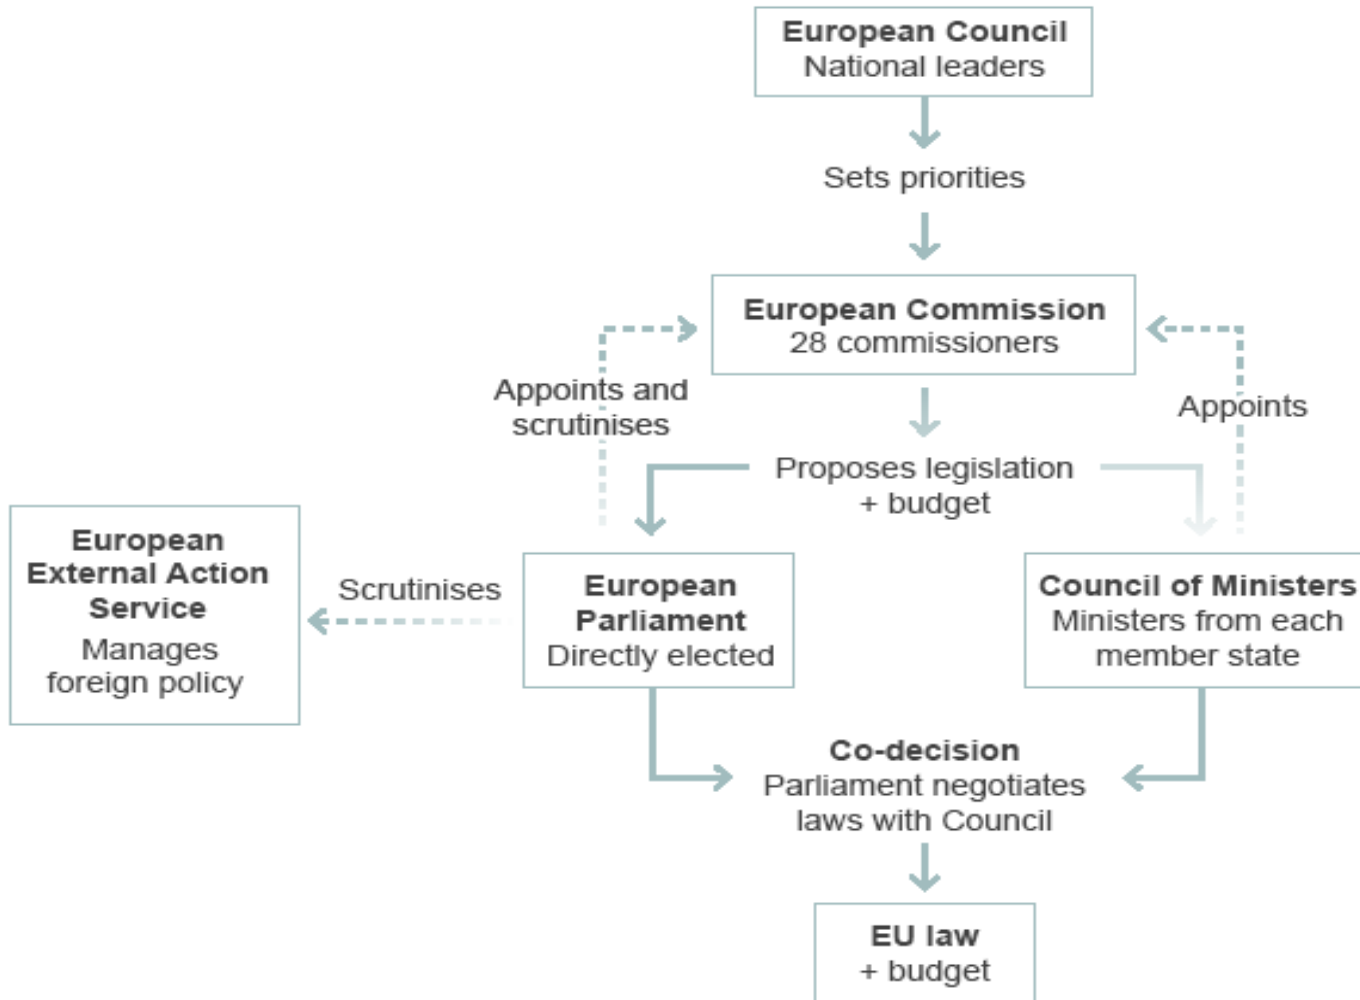 European Council
National leaders
Sets priorities
European Commission
28 commissioners
Appoints and
scrutinises
Appoints
Proposes legislation
+ budget
European
External Action
Service
Manages
foreign policy
Scrutinises
European
Parliament
Directly elected
Council of Ministers
Ministers from each
member state
Co-decision
Parliament negotiates
laws with Council
EU law
+ budget